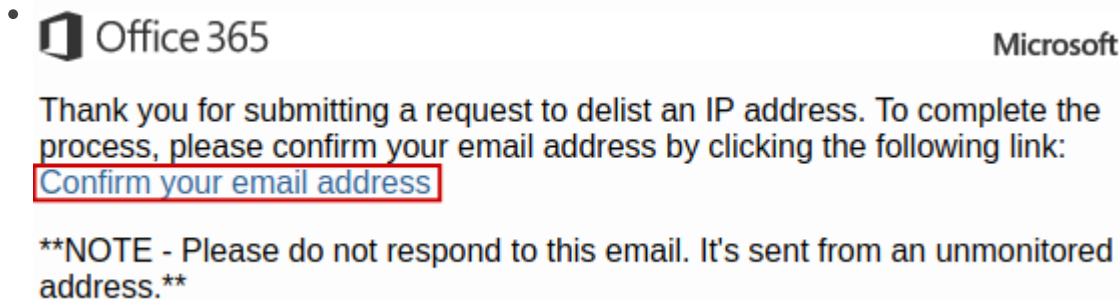 Office 365
Microsoft
Thank you for submitting a request to delist an IP address. To complete the
process, please confirm your email address by clicking the following link:
Confirm your email address
**NOTE - Please do not respond to this email. It's sent from an unmonitored
address.**